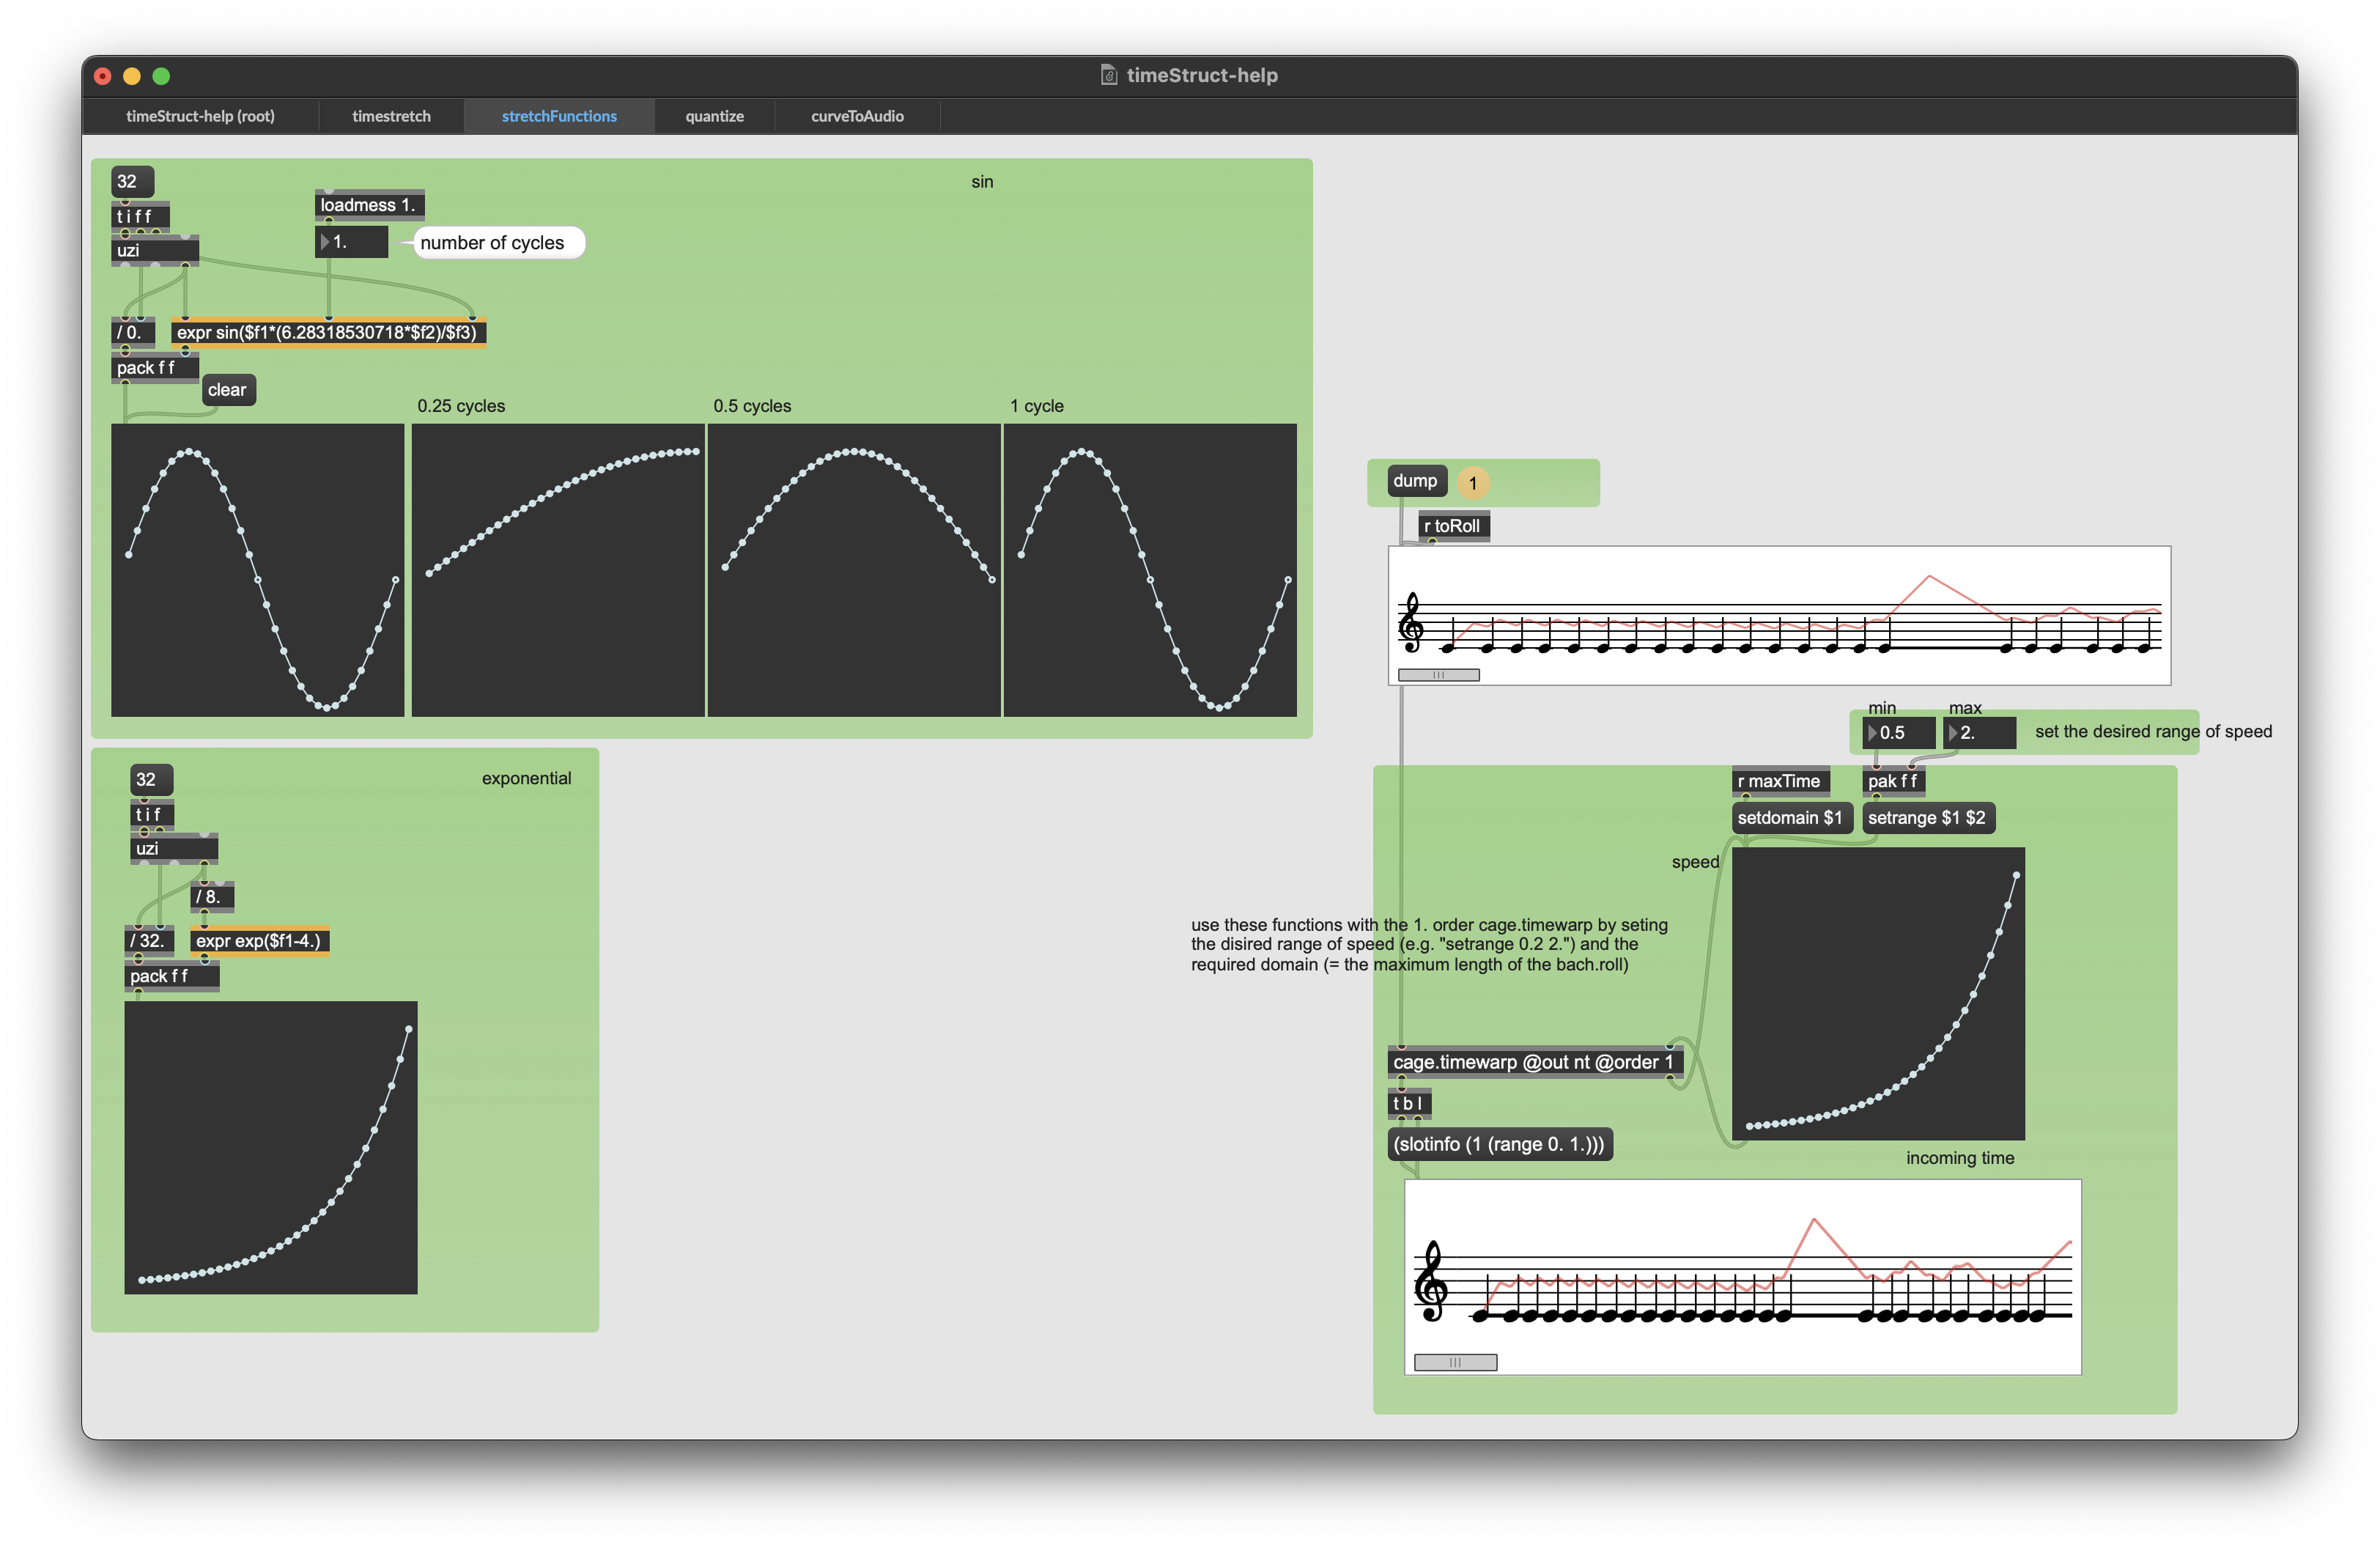 timeStruct-help
timeStruct-help (root)
timestretch
stretchFunctions
quantize
curveToAudio
32
sin
t i f f
loadmess 1.
uzi
1.
number of cycles
/ 0.
expr sin($f1*(6.28318530718*$f2)/$f3)
pack f f
clear
0.25 cycles
0.5 cycles
1 cycle
dump
1
r toRoll
min
max
0.5
2.
set the desired range of speed
32
exponential
t i f
uzi
/ 8.
/ 32.
expr exp($f1-4.)
pack f f
r maxTime
pak f f
setdomain $1
setrange $1 $2
speed
use these functions with the 1. order cage.timewarp by seting
the disired range of speed (e.g. "setrange 0.2 2.") and the
required domain (= the maximum length of the bach.roll)
cage.timewarp @out nt @order 1
t b l
(slotinfo (1 (range 0. 1.)))
incoming time